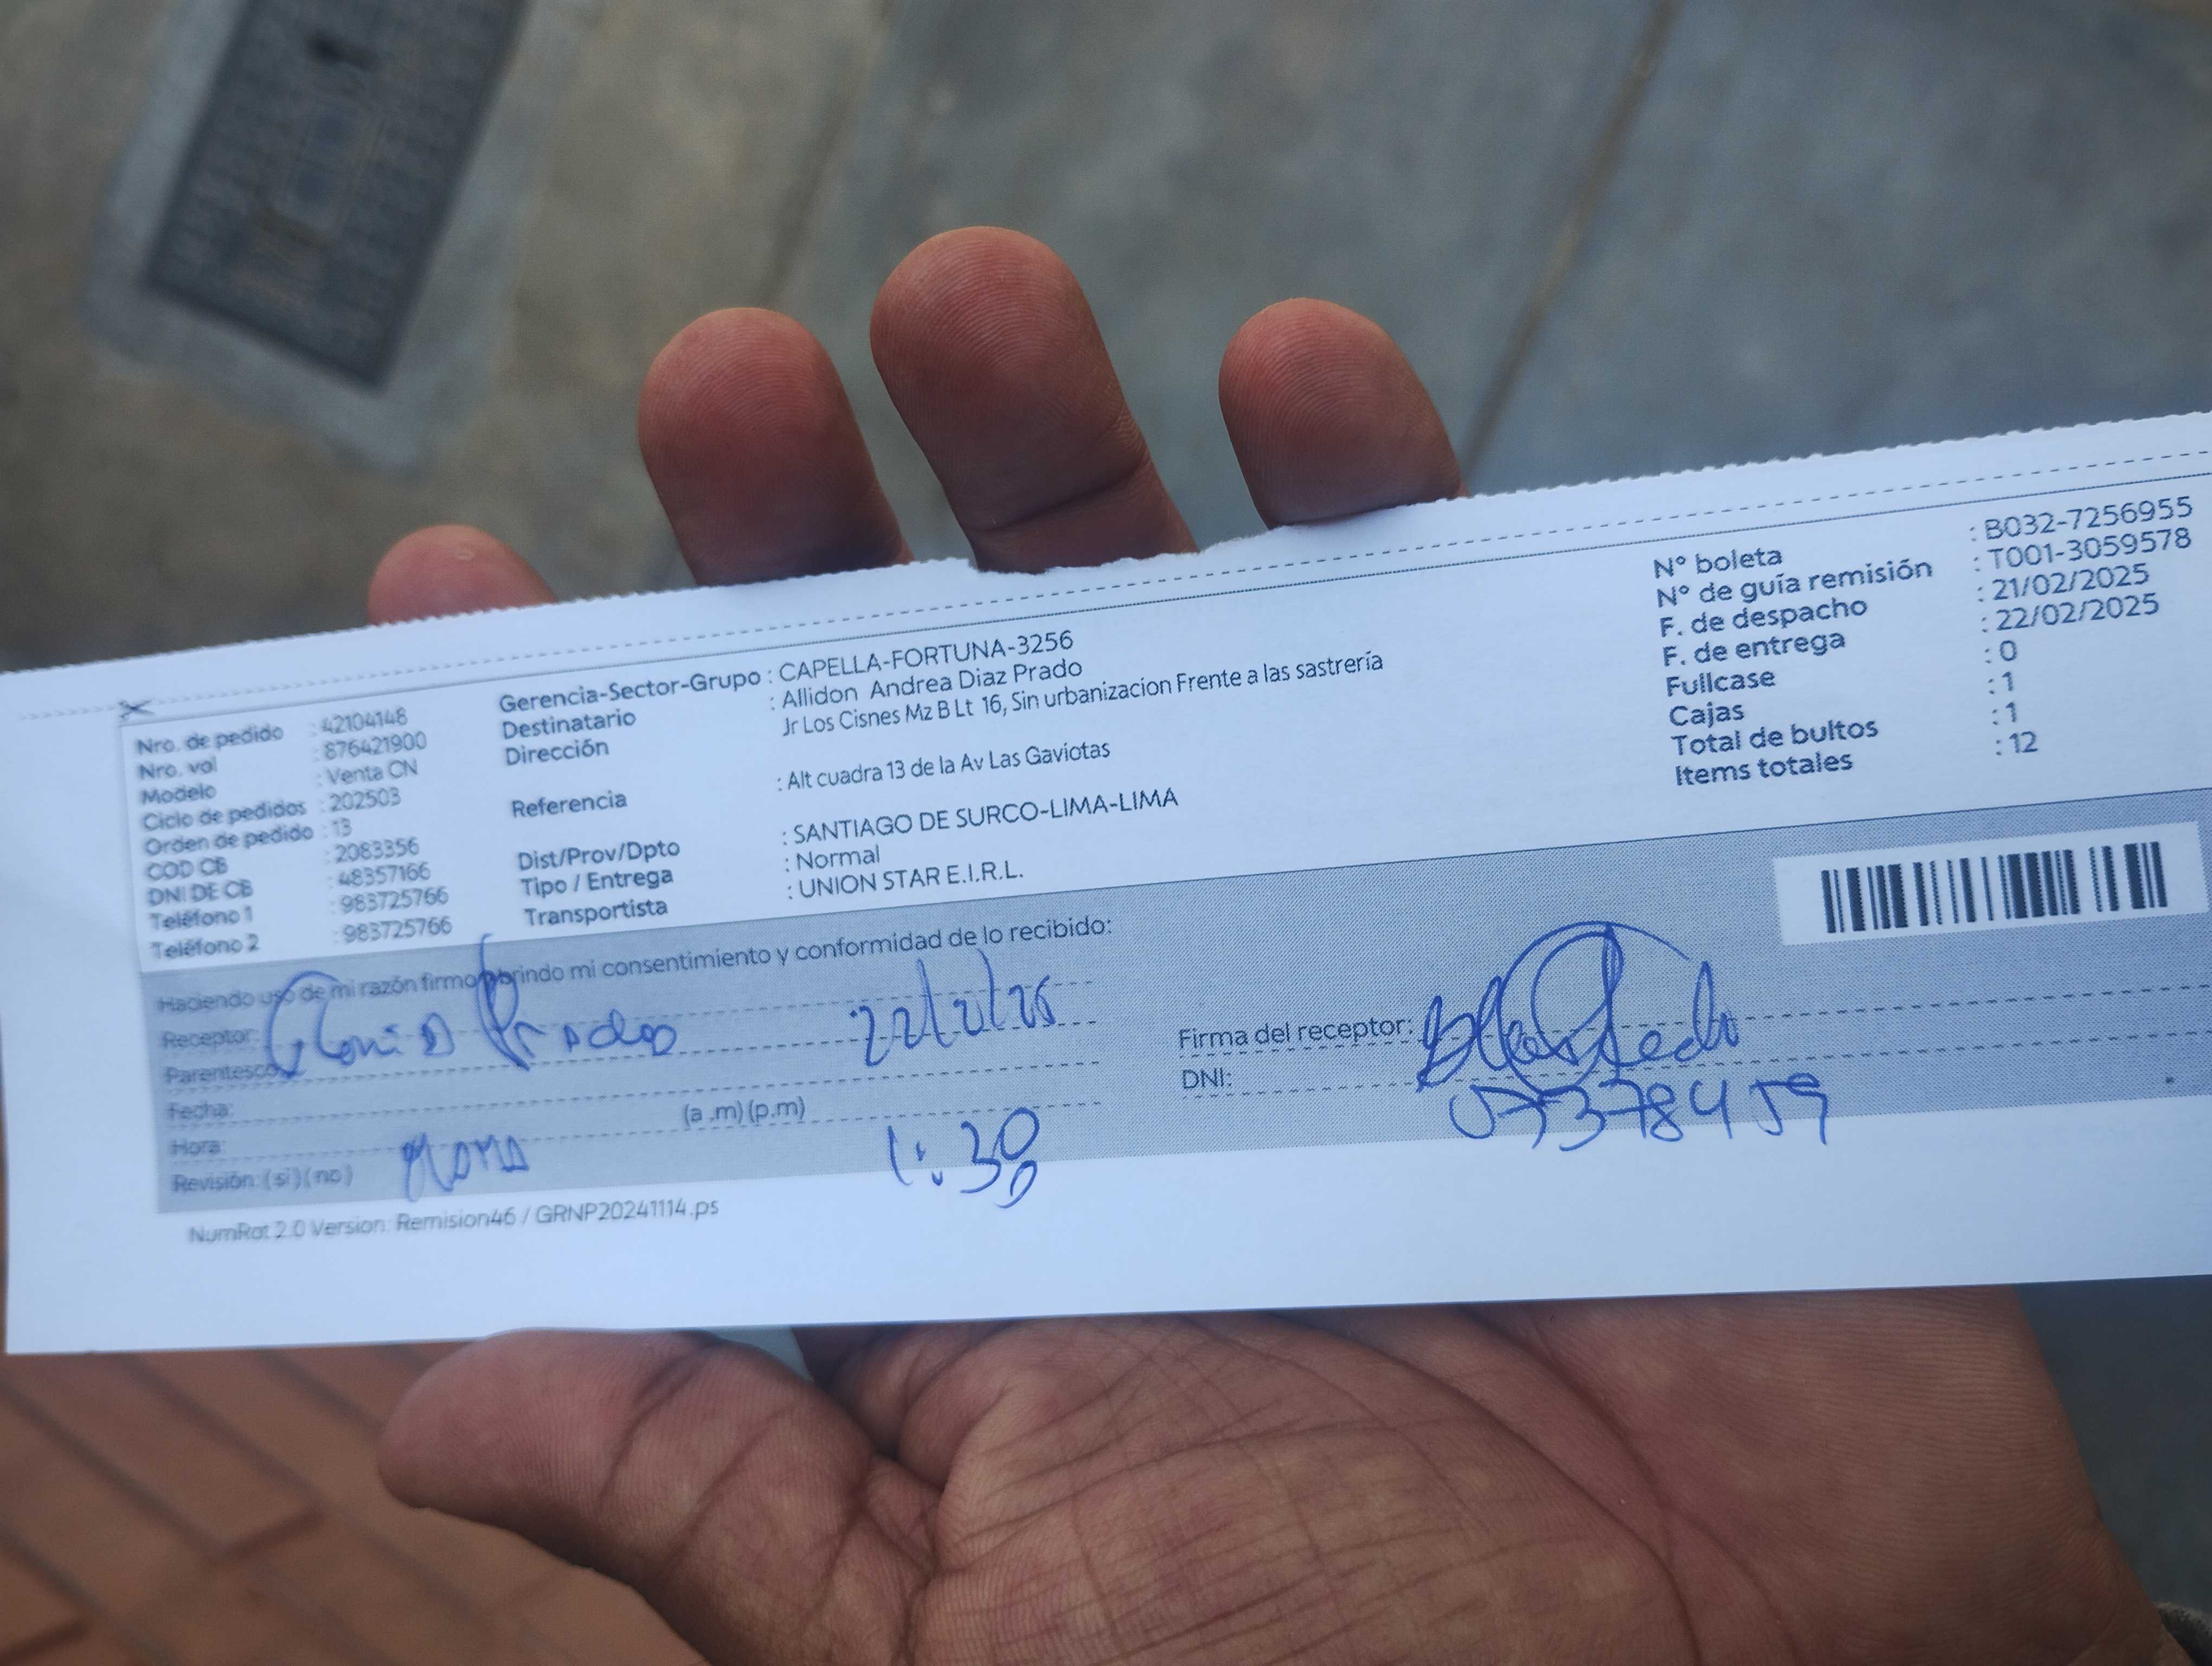 Nro. de pedido : 42104148
Nro. vol : 876421900
Modelo : Venta CN
Ciclo de pedidos : 202503
Orden de pedido : 13
COD CB : 2083356
DNI DE CB : 48357166
Teléfono 1 : 983725766
Teléfono 2 : 983725766
Gerencia-Sector-Grupo : CAPELLA-FORTUNA-3256
Destinatario : Allidon Andrea Diaz Prado
Dirección Jr Los Cisnes Mz B Lt 16, Sin urbanizacion Frente a las sastrería
Referencia : Alt cuadra 13 de la Av Las Gaviotas
Dist/Prov/Dpto : SANTIAGO DE SURCO-LIMA-LIMA
Tipo / Entrega : Normal
Transportista : UNION STAR E.I.R.L.
N° boleta : B032-7256955
N° de guía remisión : T001-3059578
F. de despacho : 21/02/2025
F. de entrega : 22/02/2025
Fullcase : 0
Cajas : 1
Total de bultos : 1
Items totales : 12
Haciendo uso de mi razón firmo brindo mi consentimiento y conformidad de lo recibido:
Receptor: Prado 22/2/25
Parentesco:
Fecha:
Hora: (a .m) (p.m) 1:30
Revisión: (si) (no)
Firma del receptor:
DNI: 07378459
NumRot 2.0 Version: Remision46 / GRNP20241114.ps